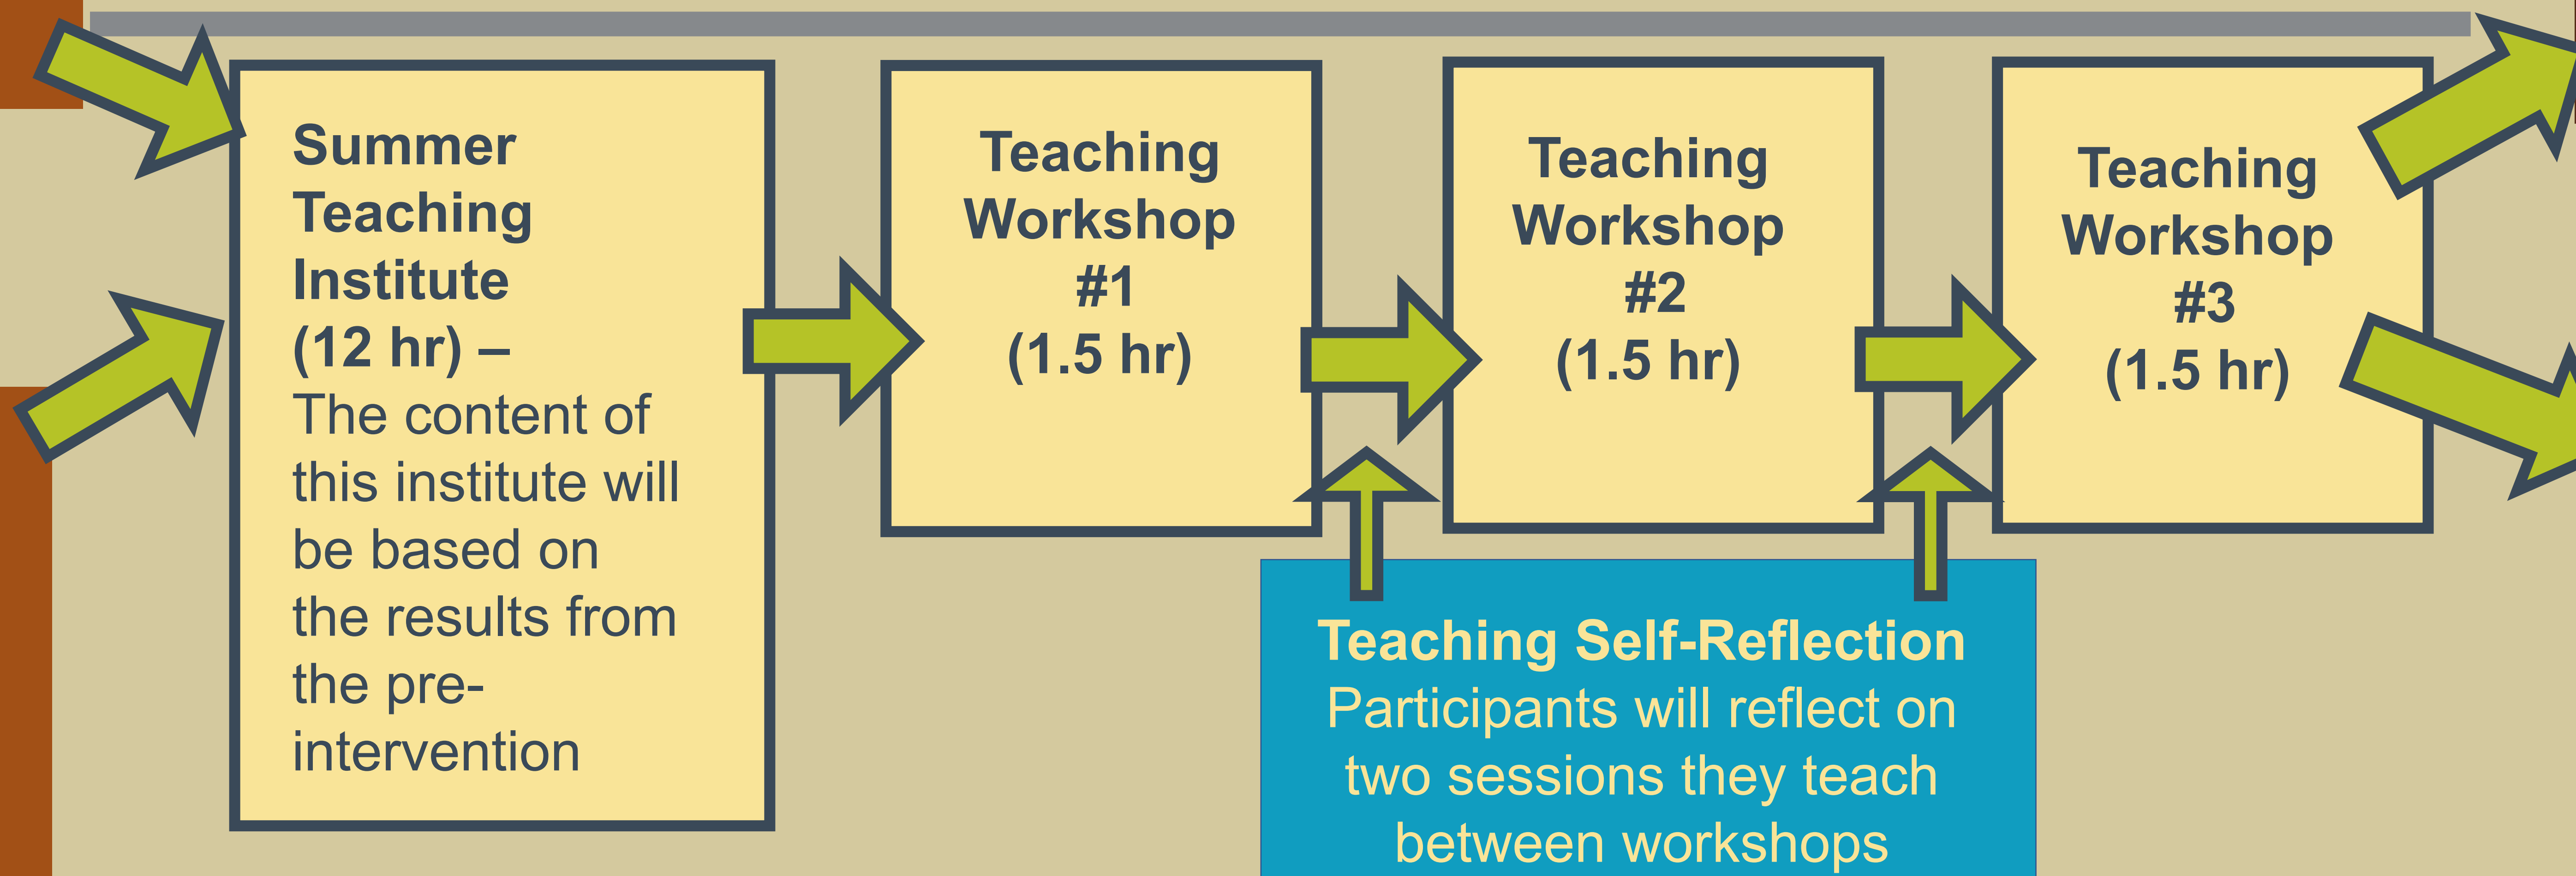 Summer
Teaching
Institute
(12 hr) –
The content of
this institute will
be based on
the results from
the pre-
intervention
Teaching
Workshop
#1
(1.5 hr)
Teaching
Workshop
#2
(1.5 hr)
Teaching
Workshop
#3
(1.5 hr)
Teaching Self-Reflection
Participants will reflect on
two sessions they teach
between workshops